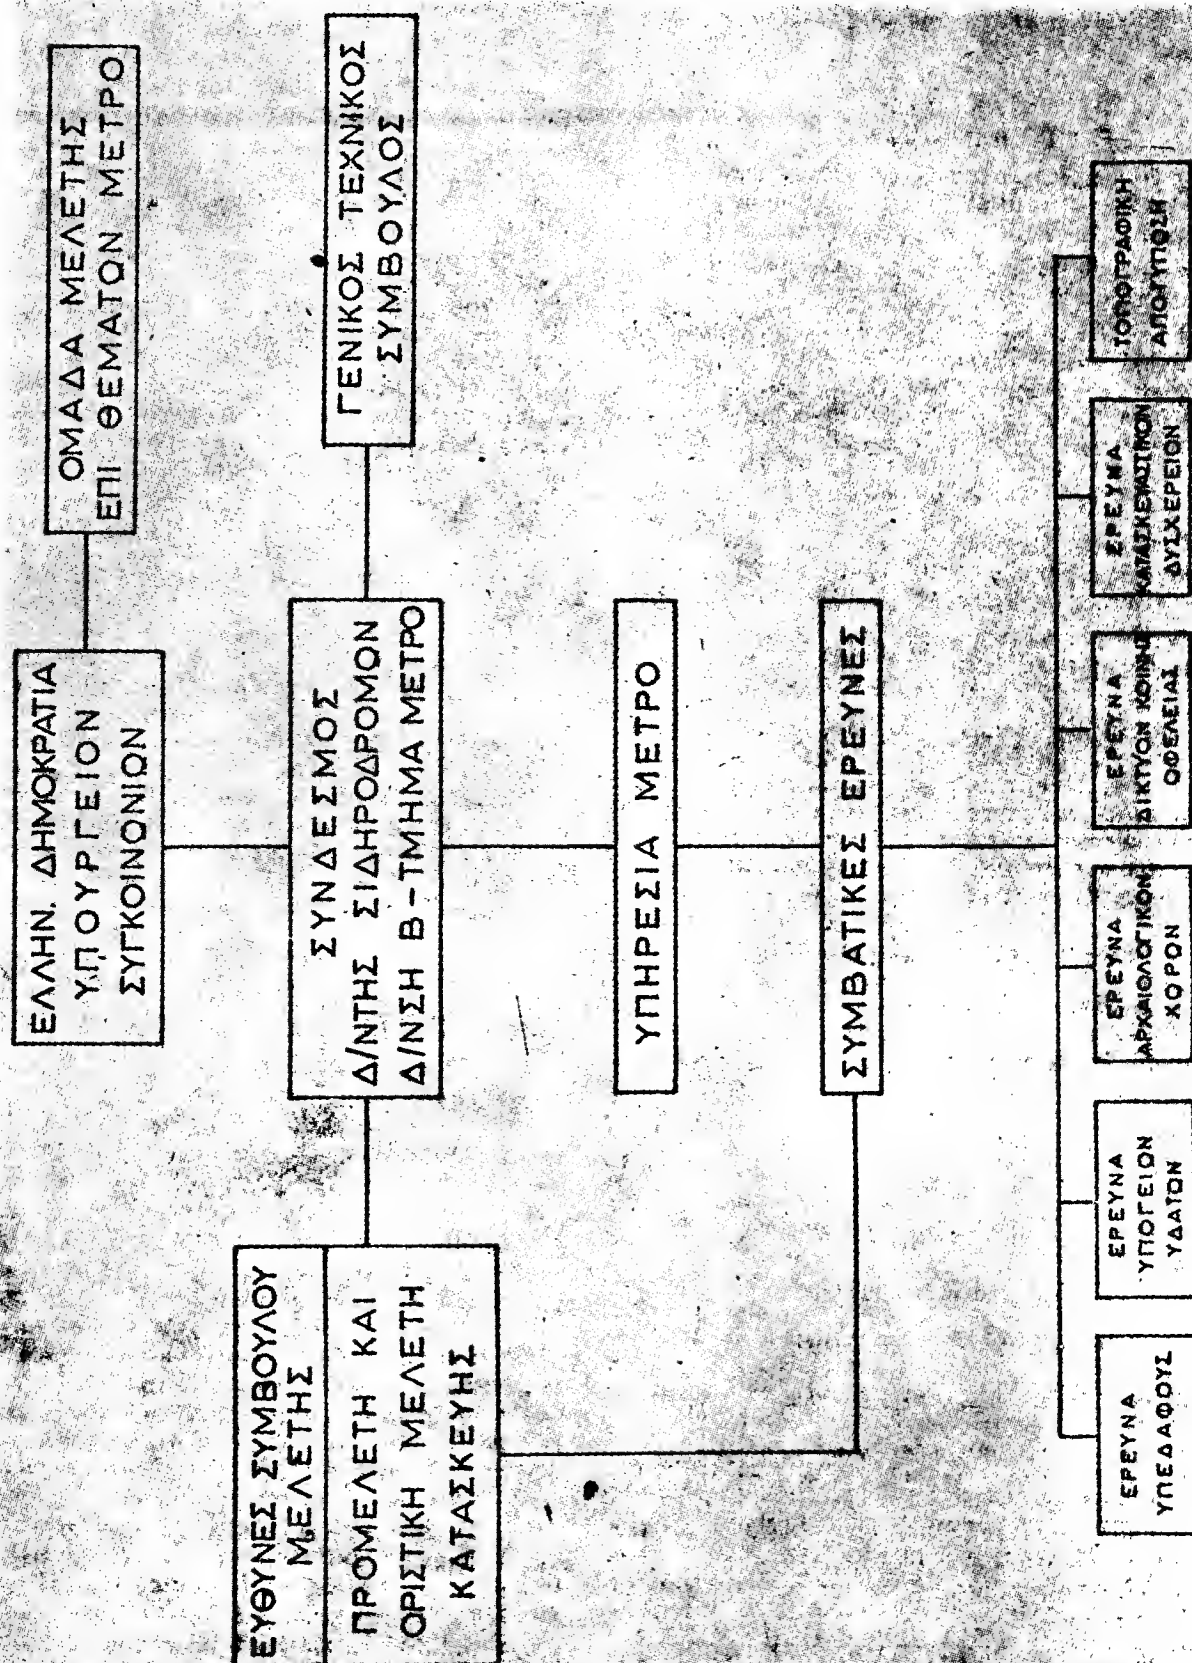 ΕΛΛΗΝ. ΔΗΜΟΚΡΑΤΙΑ
ΥΠΟΥΡΓΕΙΟΝ
ΣΥΓΚΟΙΝΩΝΙΩΝ
ΟΜΑΔΑ ΜΕΛΕΤΗΣ
ΕΠΙ ΘΕΜΑΤΩΝ ΜΕΤΡΟ
ΕΥΘΥΝΕΣ ΣΥΜΒΟΥΛΟΥ
ΜΕΛΕΤΗΣ
ΠΡΟΜΕΛΕΤΗ ΚΑΙ
ΟΡΙΣΤΙΚΗ ΜΕΛΕΤΗ
ΚΑΤΑΣΚΕΥΗΣ
ΣΥΝΔΕΣΜΟΣ
Δ/ΝΤΗΣ ΣΙΔΗΡΟΔΡΟΜΩΝ
Δ/ΝΣΗ Β-ΤΜΗΜΑ ΜΕΤΡΟ
ΓΕΝΙΚΟΣ ΤΕΧΝΙΚΟΣ
ΣΥΜΒΟΥΛΟΣ
ΥΠΗΡΕΣΙΑ ΜΕΤΡΟ
ΣΥΜΒΑΤΙΚΕΣ ΕΡΕΥΝΕΣ
ΕΡΕΥΝΑ
ΥΠΕΔΑΦΟΥΣ
ΕΡΕΥΝΑ
ΥΠΟΓΕΙΩΝ
ΥΔΑΤΩΝ
ΕΡΕΥΝΑ
ΑΡΧΑΙΟΛΟΓΙΚΩΝ
ΧΩΡΩΝ
ΕΡΕΥΝΑ
ΔΙΚΤΥΩΝ ΚΟΙΝΗΣ
ΩΦΕΛΕΙΑΣ
ΕΡΕΥΝΑ
ΚΑΤΑΣΚΕΥΑΣΤΙΚΩΝ
ΔΥΣΧΕΡΕΙΩΝ
ΤΟΠΟΓΡΑΦΙΚΗ
ΑΠΟΤΥΠΩΣΗ